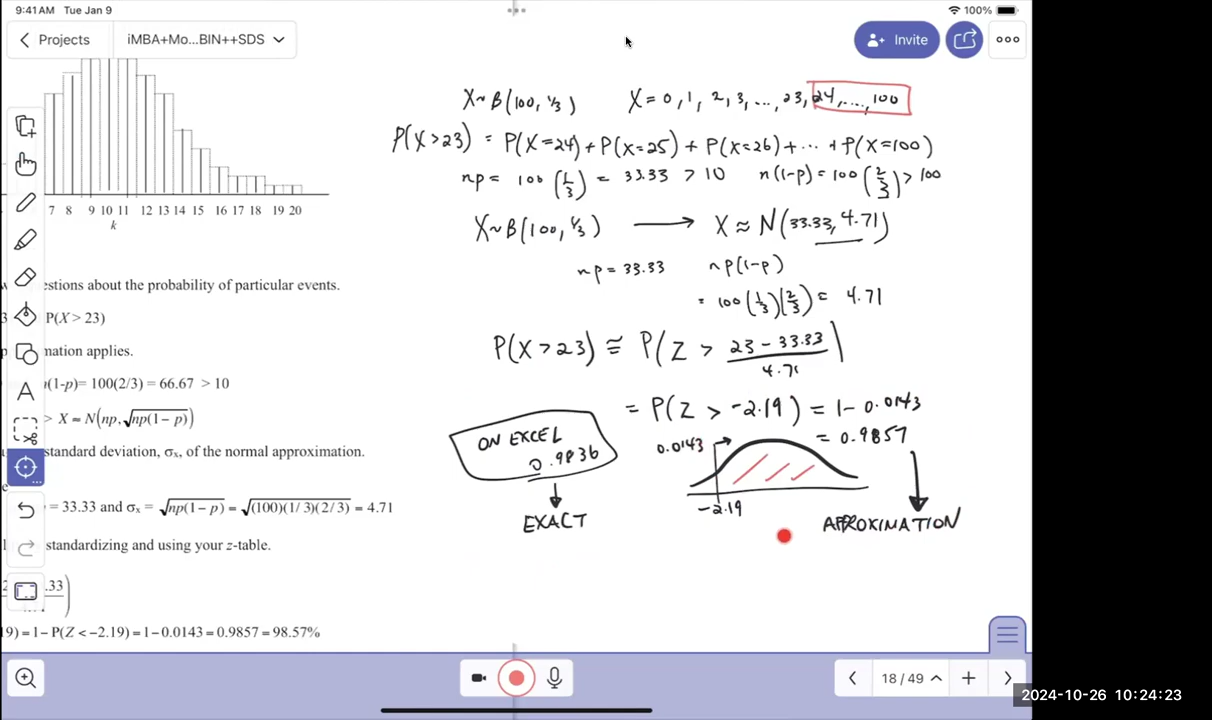 9:41 AM Tue Jan 9
100%
Projects
iMBA+Mo...BIN++SDS
Invite
X~B(100, 1/3) X = 0, 1, 2, 3, ..., 23, 24, ..., 100
P(X>23) = P(X=24)+P(X=25)+P(X=26)+...+P(X=100)
np = 100 (1/3) = 33.33 > 10 n(1-p) = 100 (2/3) > 100
X~B(100, 1/3) → X ≈ N(33.33, 4.71)
np = 33.33 np(1-p)
= 100 (1/3)(2/3) = 4.71
P(X>23) ≅ P(Z > (23-33.33)/4.71)
= P(Z > -2.19) = 1-0.0143
= 0.9857
ON EXCEL
0.9836
EXACT
0.0143
-2.19
APPROXIMATION
7 8 9 10 11 12 13 14 15 16 17 18 19 20
k
estions about the probability of particular events.
P(X > 23)
mation applies.
(1-p)= 100(2/3) = 66.67 > 10
> X ≈ N(np, √np(1-p))
standard deviation, σx, of the normal approximation.
= 33.33 and σx = √np(1-p) = √(100)(1/3)(2/3) = 4.71
standardizing and using your z-table.
.33
19) = 1-P(Z < -2.19) = 1-0.0143 = 0.9857 = 98.57%
A
18 / 49
2024-10-26 10:24:23